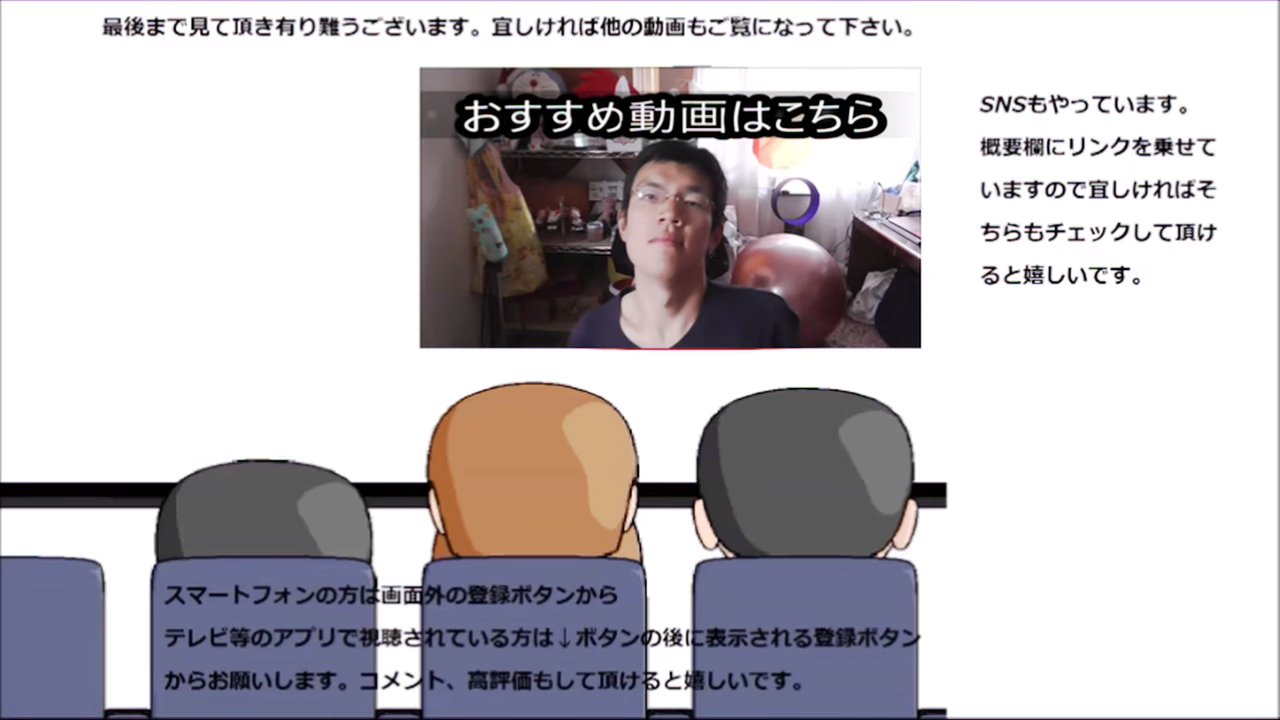 最後まで見て頂き有り難うございます。宜しければ他の動画もご覧になって下さい。
おすすめ動画はこちら
SNSもやっています。
概要欄にリンクを乗せて
いますので宜しければそ
ちらもチェックして頂け
ると嬉しいです。
スマートフォンの方は画面外の登録ボタンから
テレビ等のアプリで視聴されている方は↓ボタンの後に表示される登録ボタン
からお願いします。コメント、高評価もして頂けると嬉しいです。